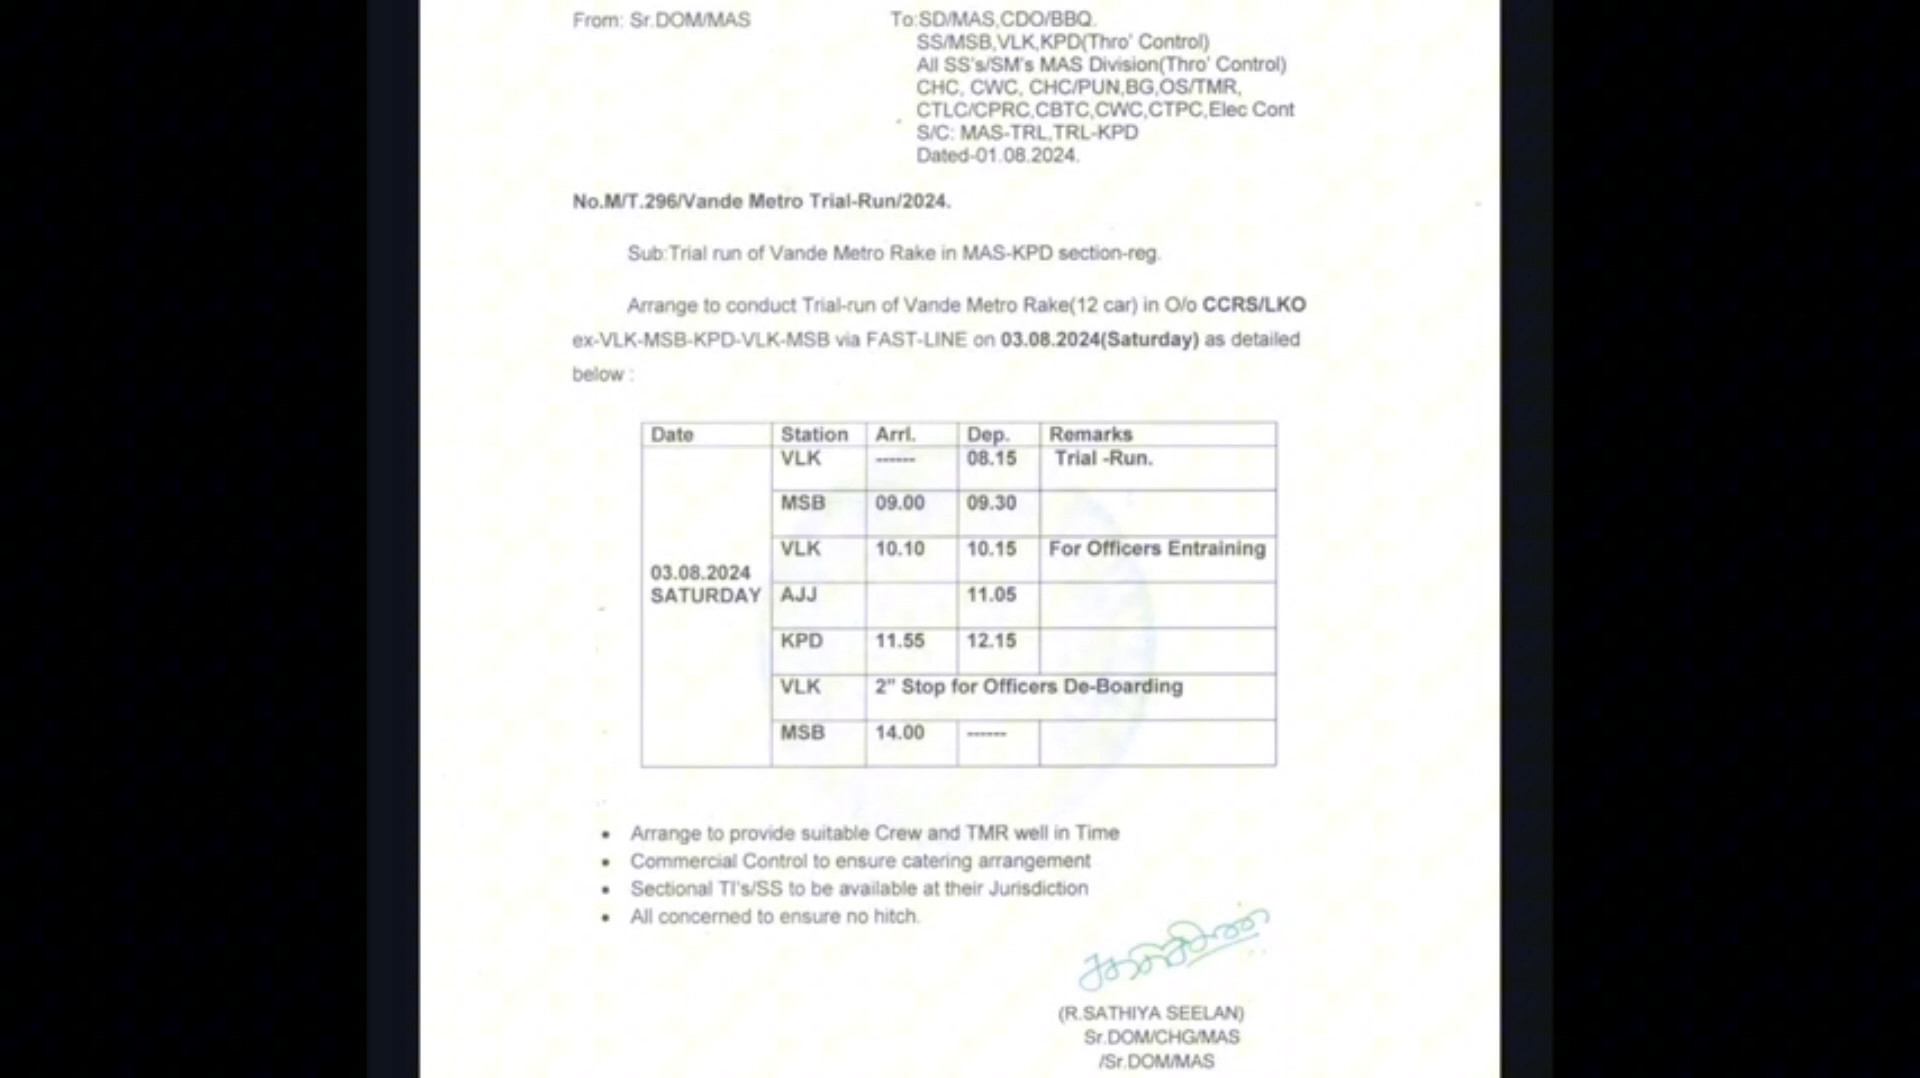 From: Sr.DOM/MAS
To:SD/MAS,CDO/BBQ.
SS/MSB,VLK,KPD(Thro' Control)
All SS's/SM's MAS Division(Thro' Control)
CHC, CWC, CHC/PUN,BG,OS/TMR,
CTLC/CPRC,CBTC,CWC,CTPC,Elec Cont
S/C: MAS-TRL,TRL-KPD
Dated-01.08.2024.
No.M/T.296/Vande Metro Trial-Run/2024.
Sub:Trial run of Vande Metro Rake in MAS-KPD section-reg.
Arrange to conduct Trial-run of Vande Metro Rake(12 car) in O/o CCRS/LKO
ex-VLK-MSB-KPD-VLK-MSB via FAST-LINE on 03.08.2024(Saturday) as detailed
below :
Date Station Arrl. Dep. Remarks
VLK ------ 08.15 Trial -Run.
MSB 09.00 09.30
VLK 10.10 10.15 For Officers Entraining
03.08.2024
SATURDAY AJJ 11.05
KPD 11.55 12.15
VLK 2" Stop for Officers De-Boarding
MSB 14.00 ------
• Arrange to provide suitable Crew and TMR well in Time
• Commercial Control to ensure catering arrangement
• Sectional TI's/SS to be available at their Jurisdiction
• All concerned to ensure no hitch.
(R.SATHIYA SEELAN)
Sr.DOM/CHG/MAS
/Sr.DOM/MAS